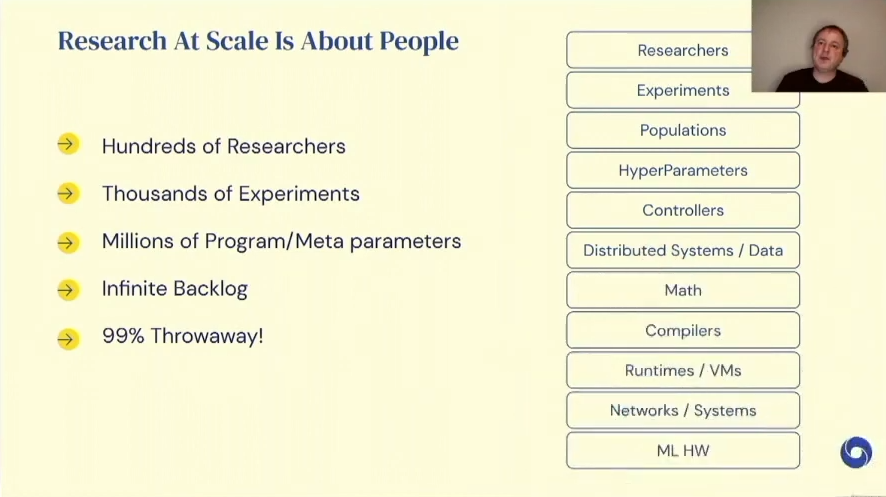 Research At Scale Is About People
Hundreds of Researchers
Thousands of Experiments
Millions of Program/Meta parameters
Infinite Backlog
99% Throwaway!
Researchers
Experiments
Populations
HyperParameters
Controllers
Distributed Systems / Data
Math
Compilers
Runtimes / VMs
Networks / Systems
ML HW